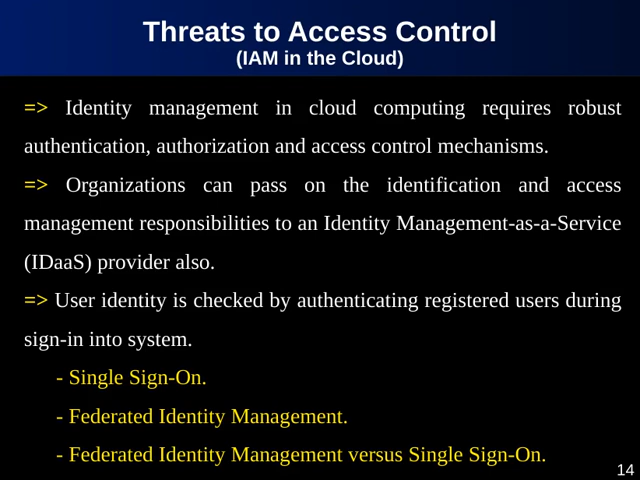 Threats to Access Control
(IAM in the Cloud)
=> Identity management in cloud computing requires robust
authentication, authorization and access control mechanisms.
=> Organizations can pass on the identification and access
management responsibilities to an Identity Management-as-a-Service
(IDaaS) provider also.
=> User identity is checked by authenticating registered users during
sign-in into system.
- Single Sign-On.
- Federated Identity Management.
- Federated Identity Management versus Single Sign-On.
14